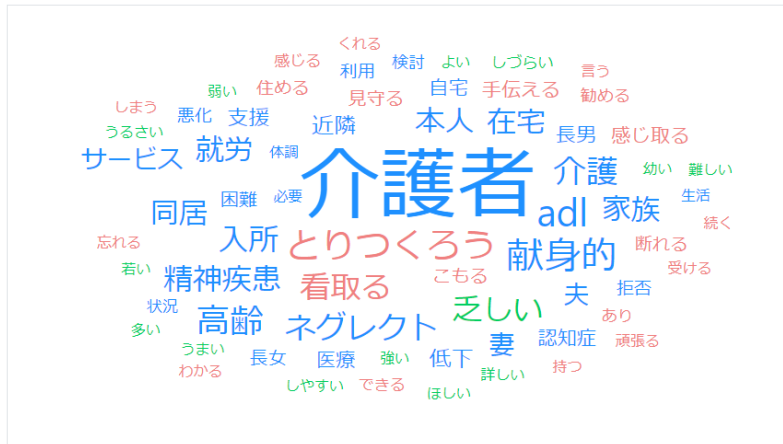 くれる
感じる 利用 検討 よい しづらい 言う
弱い 住める 見守る 自宅 手伝える 勧める
しまう 悪化 支援 近隣 本人 在宅 長男 感じ取る
うるさい サービス 就労 体調 介護者 介護 幼い 難しい
同居 困難 必要 adl 家族 生活 続く
忘れる 入所 とりつくろう 献身的 断れる 受ける
若い 精神疾患 看取る こもる 夫 拒否
状況 高齢 ネグレクト 乏しい 妻 認知症 あり 頑張る
多い うまい 長女 医療 強い 低下 詳しい 持つ
わかる しやすい できる ほしい